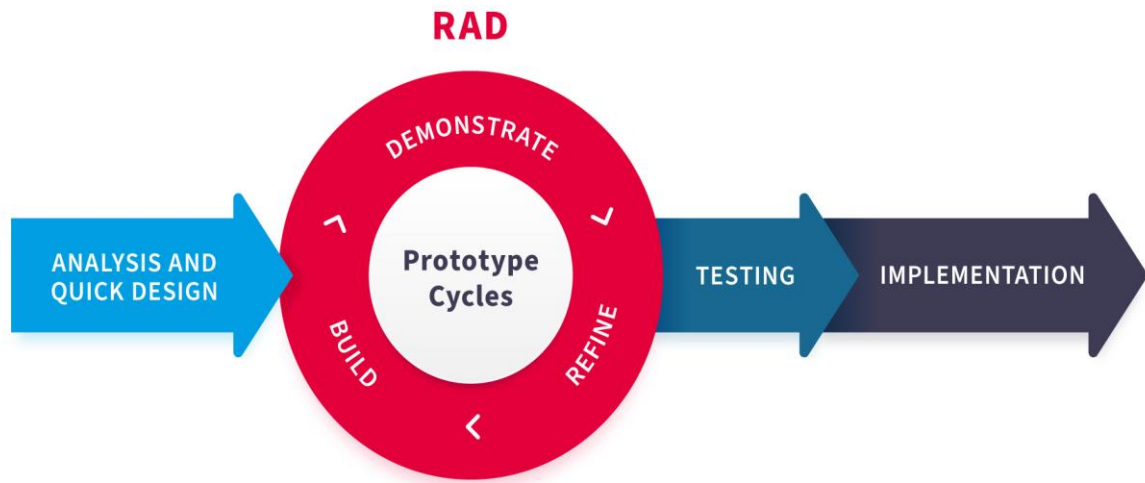 RAD
ANALYSIS AND
QUICK DESIGN
DEMONSTRATE
REFINE
BUILD
Prototype
Cycles
TESTING
IMPLEMENTATION